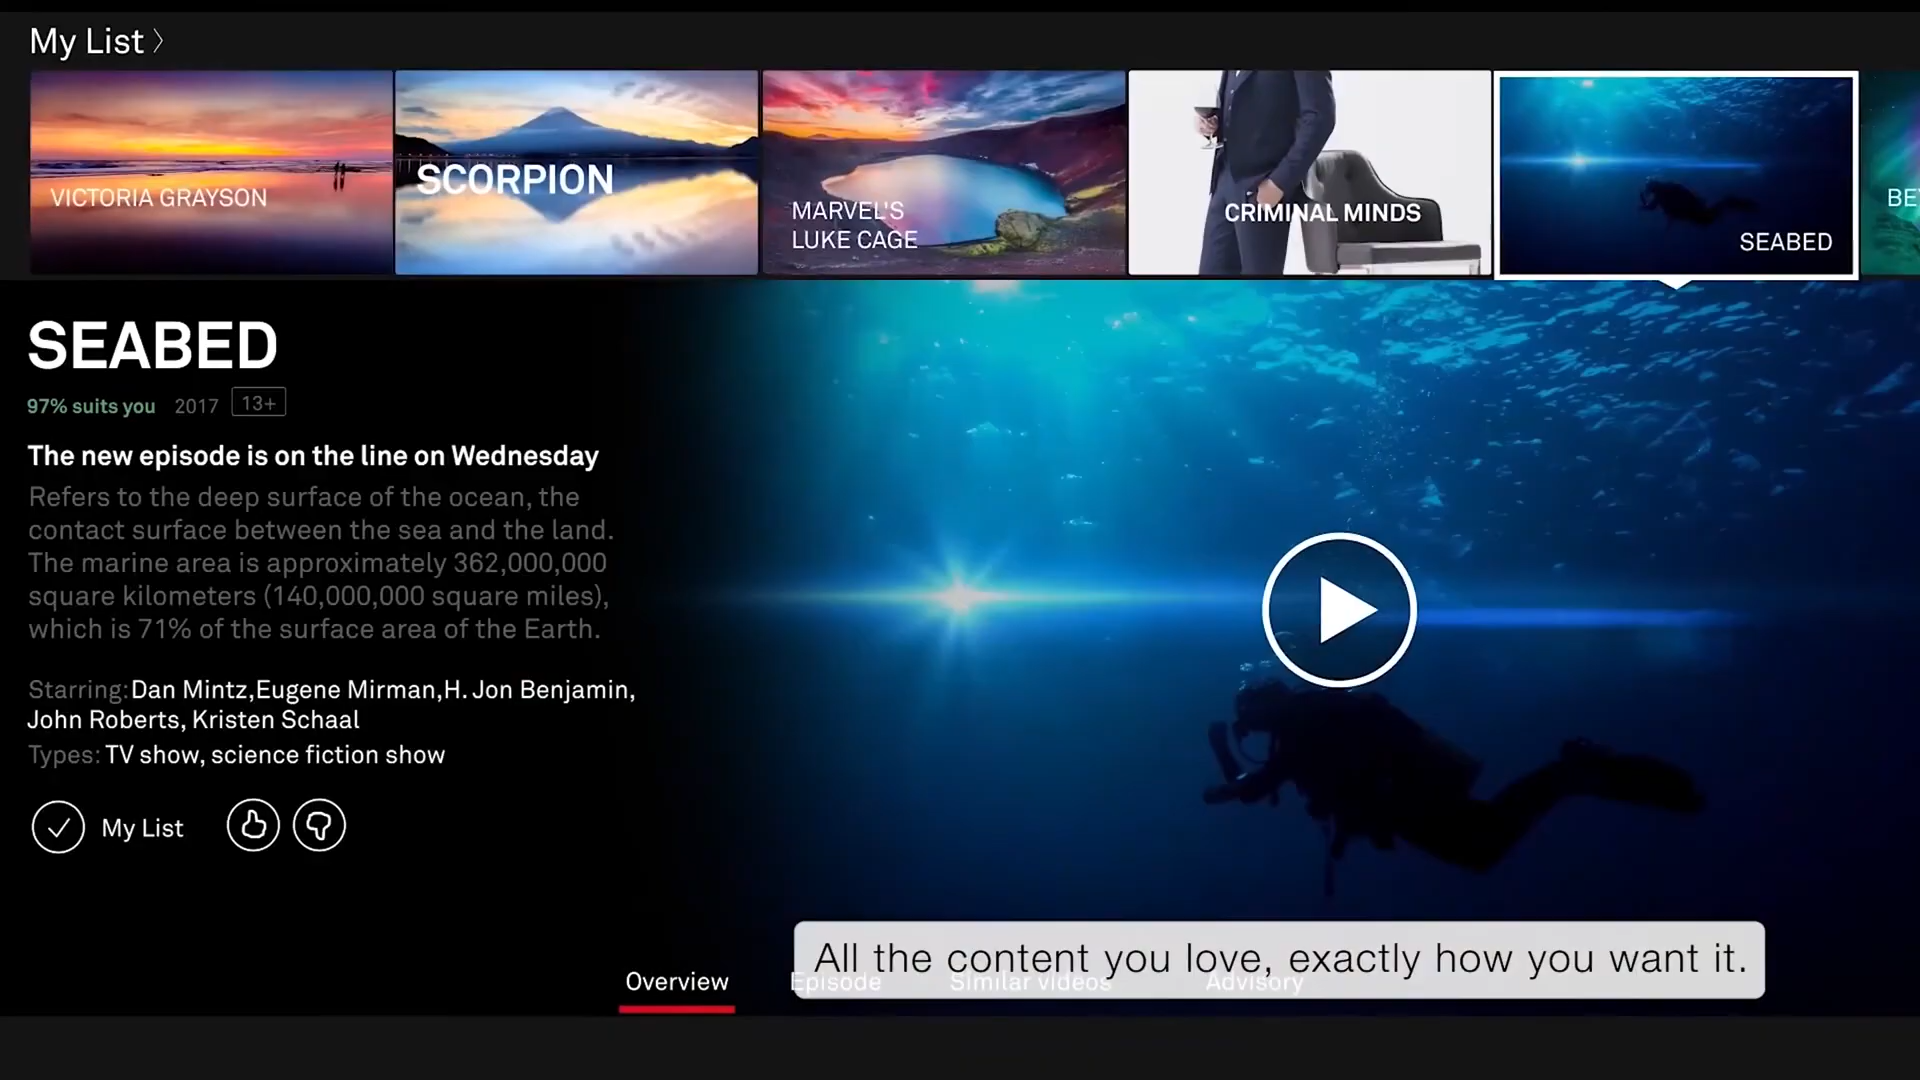 My List
VICTORIA GRAYSON
SCORPION
MARVEL'S
LUKE CAGE
CRIMINAL MINDS
SEABED
SEABED
97% suits you 2017 13+
The new episode is on the line on Wednesday
Refers to the deep surface of the ocean, the
contact surface between the sea and the land.
The marine area is approximately 362,000,000
square kilometers (140,000,000 square miles),
which is 71% of the surface area of the Earth.
Starring: Dan Mintz,Eugene Mirman,H. Jon Benjamin,
John Roberts, Kristen Schaal
Types: TV show, science fiction show
My List
All the content you love, exactly how you want it.
Overview Episode Similar videos Advisory